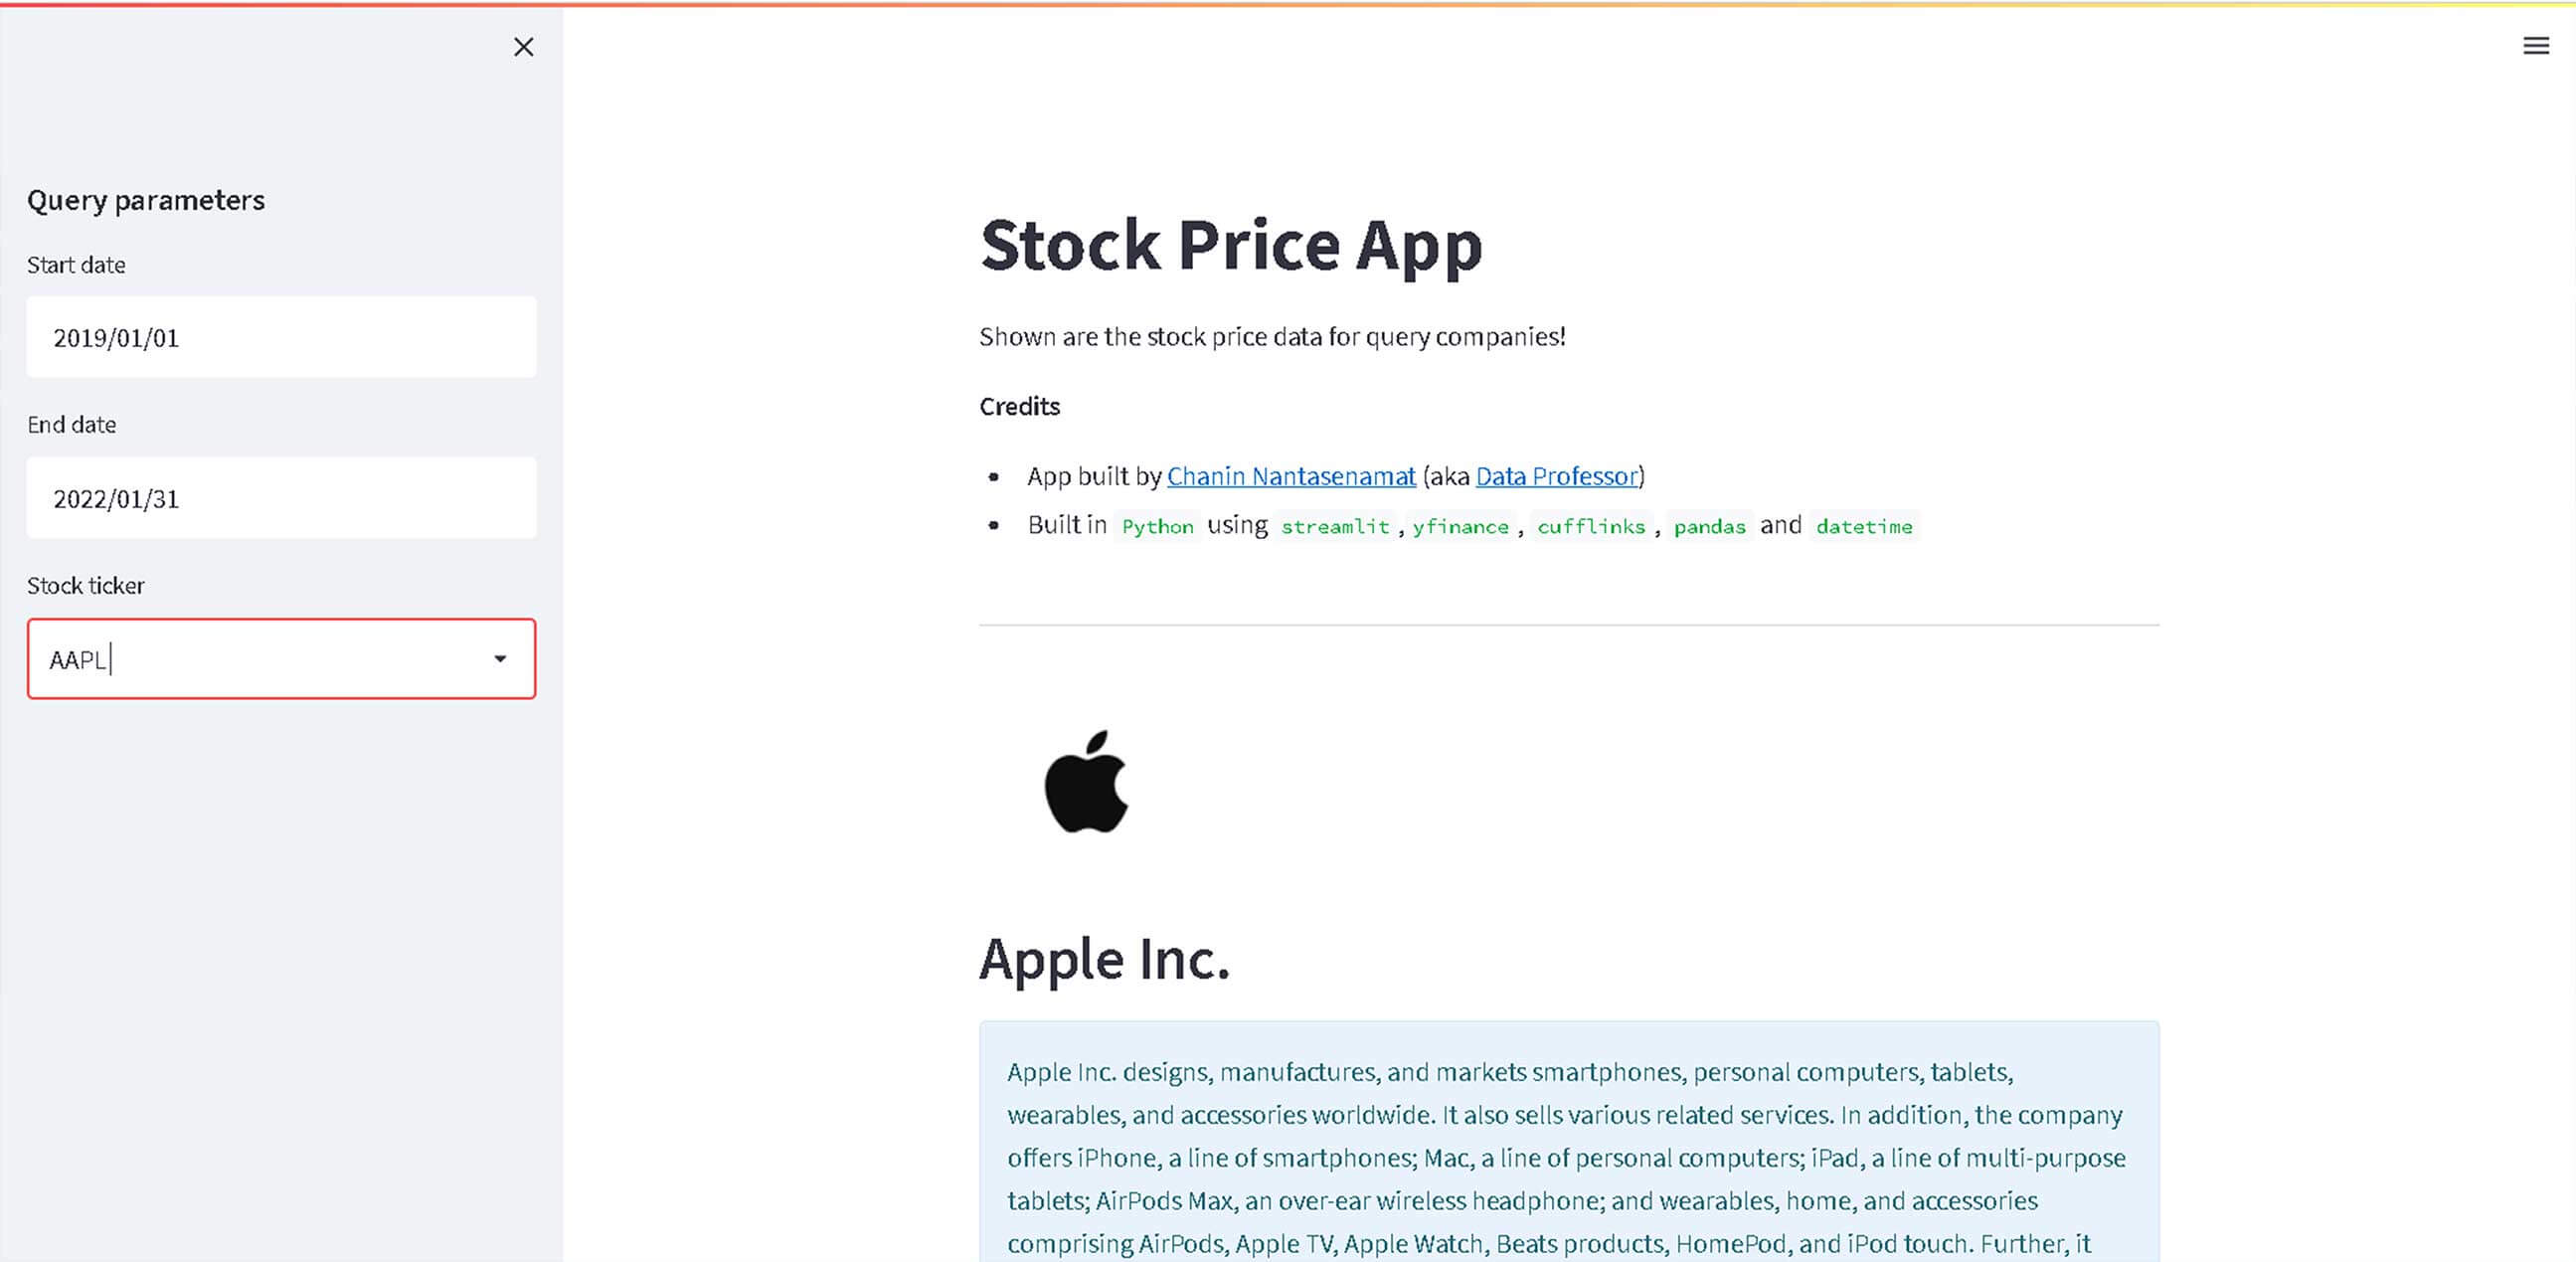 Query parameters
Start date
2019/01/01
End date
2022/01/31
Stock ticker
AAPL
Stock Price App
Shown are the stock price data for query companies!
Credits
• App built by Chanin Nantasenamat (aka Data Professor)
• Built in Python using streamlit, yfinance, cufflinks, pandas and datetime
Apple Inc.
Apple Inc. designs, manufactures, and markets smartphones, personal computers, tablets,
wearables, and accessories worldwide. It also sells various related services. In addition, the company
offers iPhone, a line of smartphones; Mac, a line of personal computers; iPad, a line of multi-purpose
tablets; AirPods Max, an over-ear wireless headphone; and wearables, home, and accessories
comprising AirPods, Apple TV, Apple Watch, Beats products, HomePod, and iPod touch. Further, it